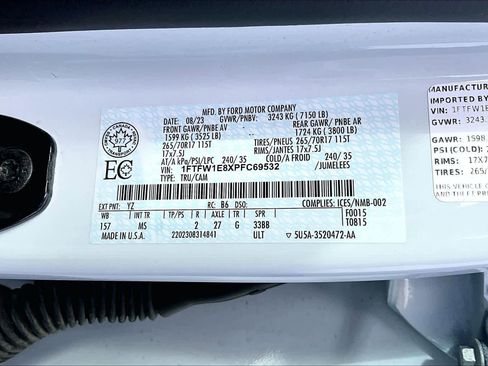 MFD. BY FORD MOTOR COMPANY
DATE: 08/23 GVWR/PNBV: 3243 KG ( 7150 LB)
FRONT GAWR/PNBE AV REAR GAWR/PNBE AR
1599 KG ( 3525 LB) 1724 KG ( 3800 LB)
265/70R17 115T TIRES/PNEUS 265/70R17 115T
17x7.5J RIMS/JANTES 17x7.5J
AT/A kPa/PSI/LPC 240/35 COLD/A FROID 240/35
VIN: 1FTFW1E8XPFC69532 /JUMELEES
TYPE: TRU/CAM
977
EC
COMPLIES: ICES/NMB-002
EXT PNT: YZ RC: B6 DSO: F0015
WB INT TR TP/PS R AXLE TR SPR T0815
157 MS 2 27 G 33BB
MADE IN U.S.A. 2202308314841 ULT 5U5A-3520472-AA
MANUFACTUR
IMPORTED B
VIN: 1FTFW1E
GVWR: 3243.
GAWR: 1598.
PSI (COLD): 2
RIMS: 17X7
TIRES: 265/
THIS VEHICLE C